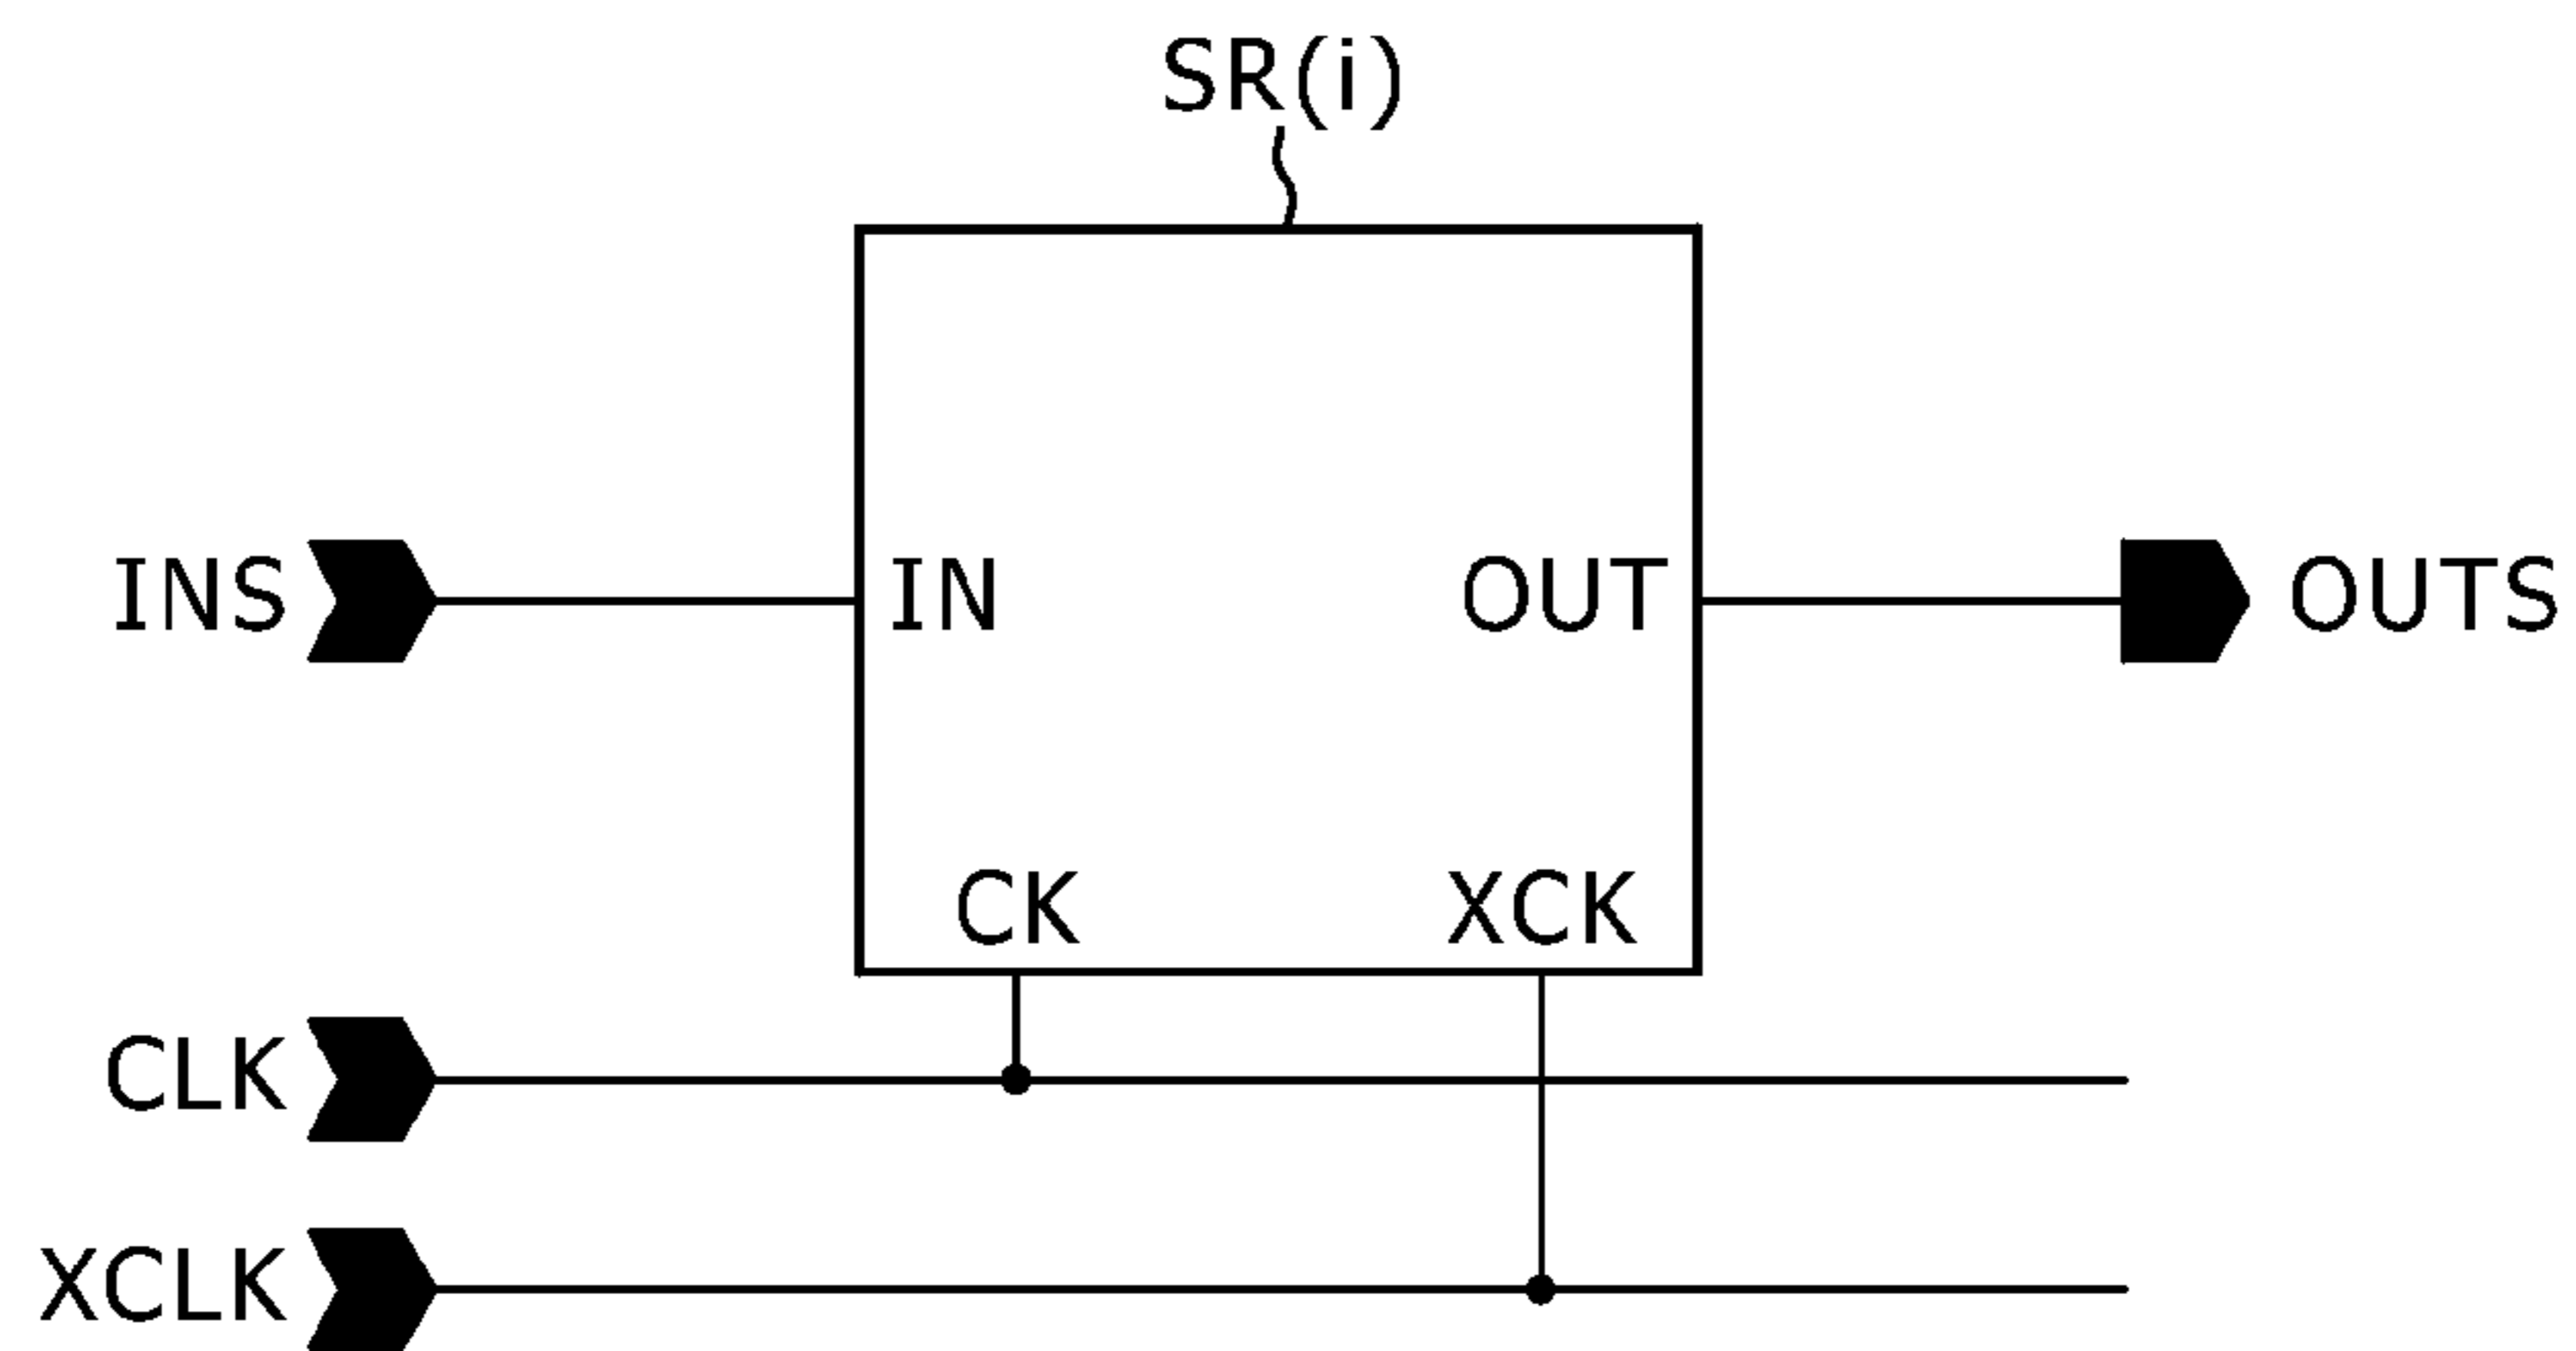 SR(i)
INS IN OUT OUTS
CK XCK
CLK
XCLK